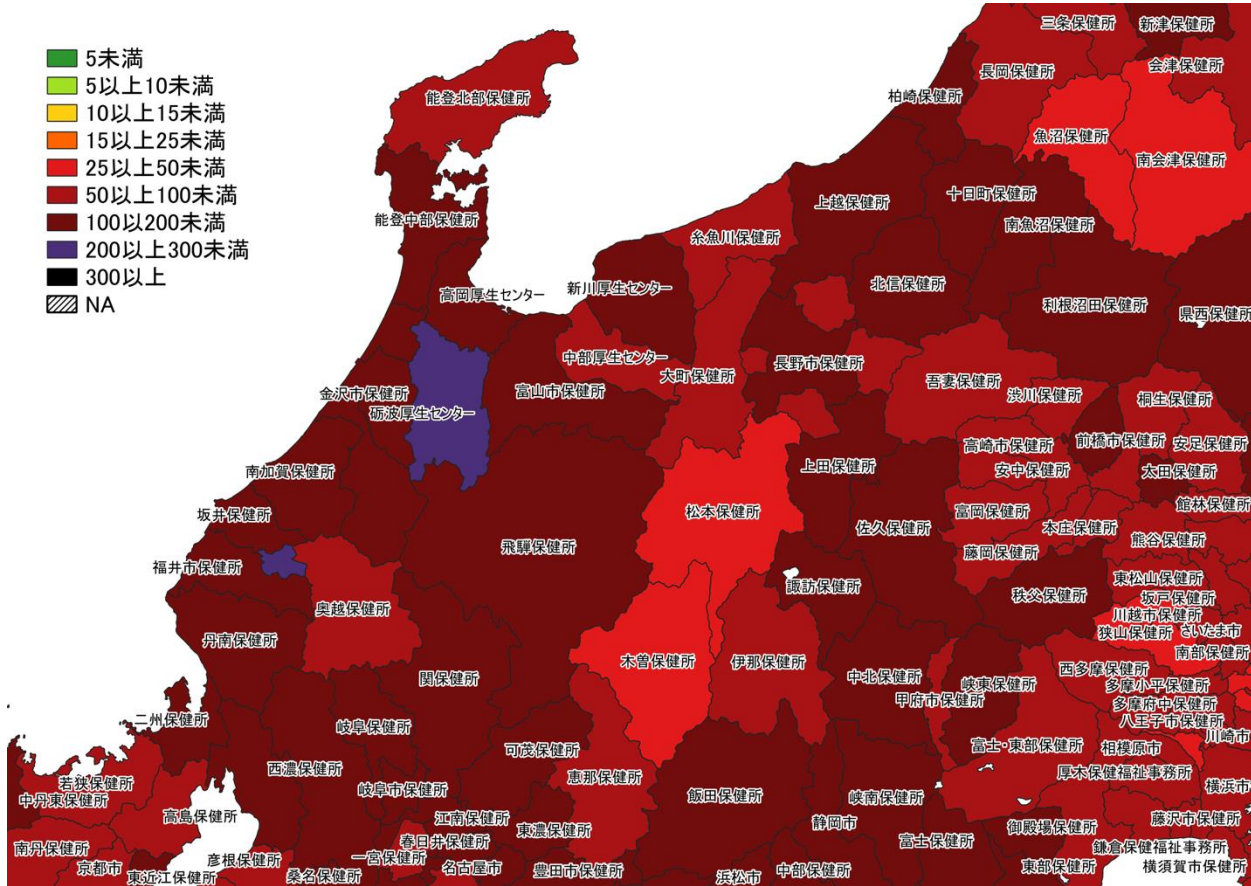 5未満
5以上10未満
10以上15未満
15以上25未満
25以上50未満
50以上100未満
100以200未満
200以上300未満
300以上
NA
三条保健所
新津保健所
能登北部保健所
長岡保健所
会津保健所
柏崎保健所
魚沼保健所
南会津保健所
十日町保健所
上越保健所
能登中部保健所
南魚沼保健所
糸魚川保健所
北信保健所
新川厚生センター
高岡厚生センター
利根沼田保健所
県西保健所
中部厚生センター
長野市保健所
大町保健所
吾妻保健所
金沢市保健所
富山市保健所
渋川保健所
桐生保健所
砺波厚生センター
高崎市保健所
前橋市保健所
安足保健所
南加賀保健所
上田保健所
安中保健所
太田保健所
館林保健所
坂井保健所
松本保健所
富岡保健所
佐久保健所
本庄保健所
熊谷保健所
飛騨保健所
藤岡保健所
福井市保健所
東松山保健所
諏訪保健所
秩父保健所
坂戸保健所
奥越保健所
川越市保健所
狭山保健所
さいたま市
丹南保健所
南部保健所
木曽保健所
伊那保健所
西多摩保健所
関保健所
中北保健所
峡東保健所
多摩小平保健所
甲府市保健所
多摩府中保健所
二州保健所
岐阜保健所
八王子市保健所
川崎市
可茂保健所
富士・東部保健所
相模原市
西濃保健所
恵那保健所
厚木保健福祉事務所
若狭保健所
岐阜市保健所
飯田保健所
峡南保健所
横浜市
中丹東保健所
高島保健所
江南保健所
静岡市
藤沢市保健所
東濃保健所
御殿場保健所
春日井保健所
富士保健所
南丹保健所
鎌倉保健福祉事務所
彦根保健所
一宮保健所
京都市
名古屋市
豊田市保健所
中部保健所
東部保健所
横須賀市保健所
東近江保健所
桑名保健所
浜松市